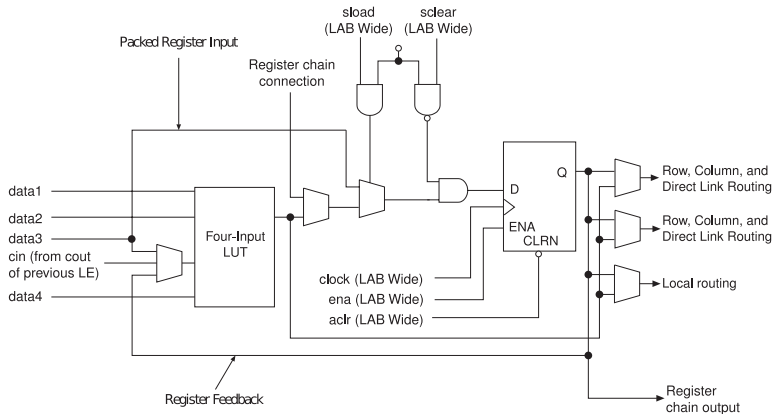 sload
(LAB Wide)
sclear
(LAB Wide)
Packed Register Input
Register chain
connection
data1
data2
data3
cin (from cout
of previous LE)
data4
Four-Input
LUT
D
Q
ENA
CLRN
clock (LAB Wide)
ena (LAB Wide)
aclr (LAB Wide)
Row, Column, and
Direct Link Routing
Row, Column, and
Direct Link Routing
Local routing
Register Feedback
Register
chain output